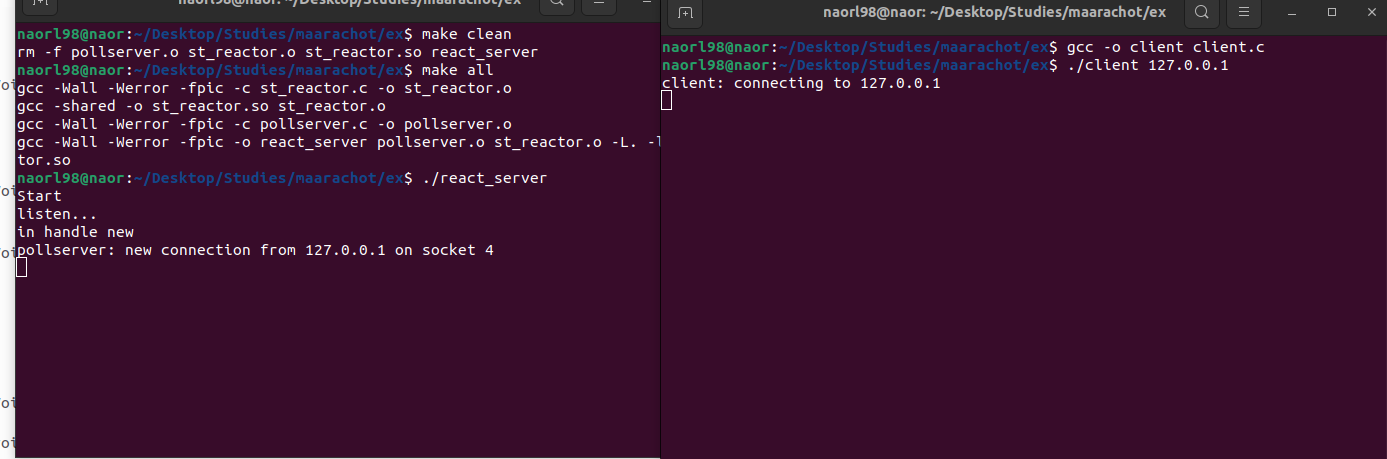 naorl98@naor: ~/Desktop/Studies/maarachot/ex
naorl98@naor:~/Desktop/Studies/maarachot/ex$ make clean
rm -f pollserver.o st_reactor.o st_reactor.so react_server
naorl98@naor:~/Desktop/Studies/maarachot/ex$ make all
gcc -Wall -Werror -fpic -c st_reactor.c -o st_reactor.o
gcc -shared -o st_reactor.so st_reactor.o
gcc -Wall -Werror -fpic -c pollserver.c -o pollserver.o
gcc -Wall -Werror -fpic -o react_server pollserver.o st_reactor.o -L. -l
tor.so
naorl98@naor:~/Desktop/Studies/maarachot/ex$ ./react_server
Start
listen...
in handle new
pollserver: new connection from 127.0.0.1 on socket 4
naorl98@naor: ~/Desktop/Studies/maarachot/ex
naorl98@naor:~/Desktop/Studies/maarachot/ex$ gcc -o client client.c
naorl98@naor:~/Desktop/Studies/maarachot/ex$ ./client 127.0.0.1
client: connecting to 127.0.0.1